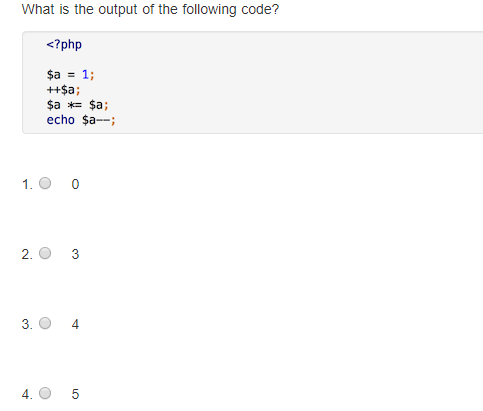 What is the output of the following code?
<?php
$a = 1;
++$a;
$a *= $a;
echo $a--;
1. 0
2. 3
3. 4
4. 5